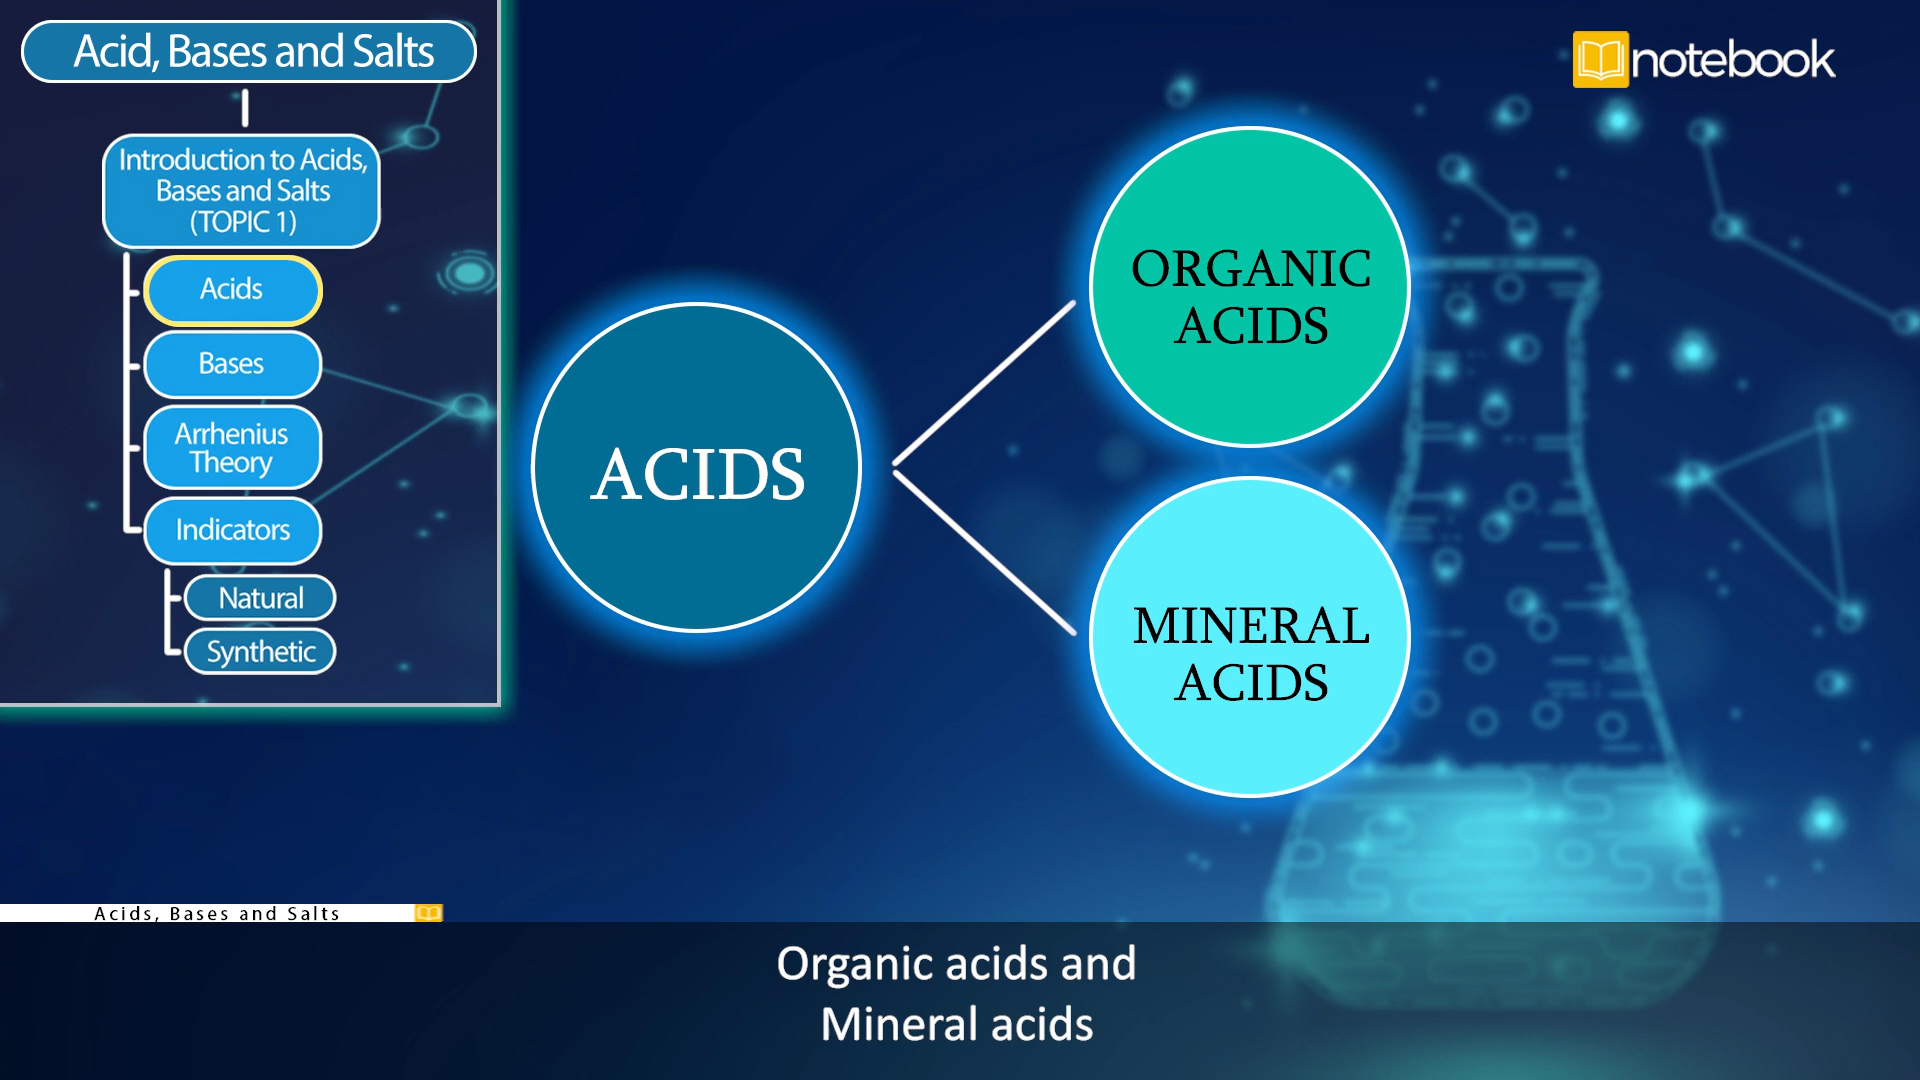 Acid, Bases and Salts
Introduction to Acids,
Bases and Salts
(TOPIC 1)
Acids
Bases
Arrhenius
Theory
Indicators
Natural
Synthetic
notebook
ACIDS
ORGANIC
ACIDS
MINERAL
ACIDS
Acids, Bases and Salts
Organic acids and
Mineral acids